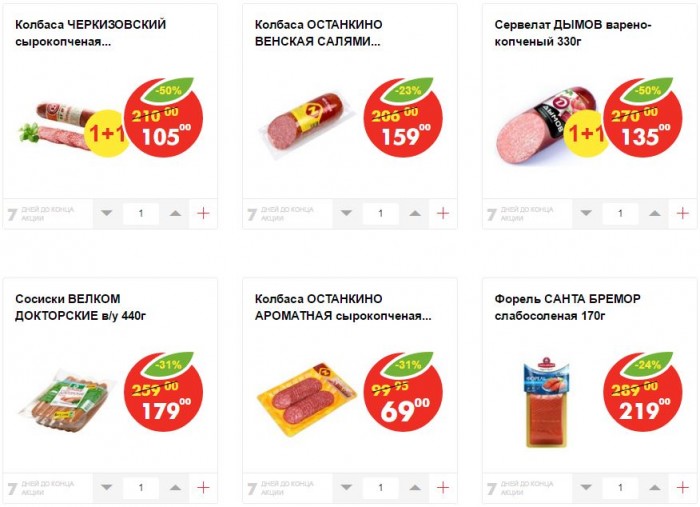 Колбаса ЧЕРКИЗОВСКИЙ
сырокопченая...
-50%
210 00
1+1
105 00
7 ДНЕЙ ДО КОНЦА
АКЦИИ
1
Колбаса ОСТАНКИНО
ВЕНСКАЯ САЛЯМИ...
-23%
206 00
159 00
7 ДНЕЙ ДО КОНЦА
АКЦИИ
1
Сервелат ДЫМОВ варено-
копченый 330г
ДЫМОВ
-50%
270 00
1+1
135 00
7 ДНЕЙ ДО КОНЦА
АКЦИИ
1
Сосиски ВЕЛКОМ
ДОКТОРСКИЕ в/у 440г
-31%
259 00
179 00
7 ДНЕЙ ДО КОНЦА
АКЦИИ
1
Колбаса ОСТАНКИНО
АРОМАТНАЯ сырокопченая...
-31%
99 95
69 00
7 ДНЕЙ ДО КОНЦА
АКЦИИ
1
Форель САНТА БРЕМОР
слабосоленая 170г
-24%
289 00
219 00
7 ДНЕЙ ДО КОНЦА
АКЦИИ
1